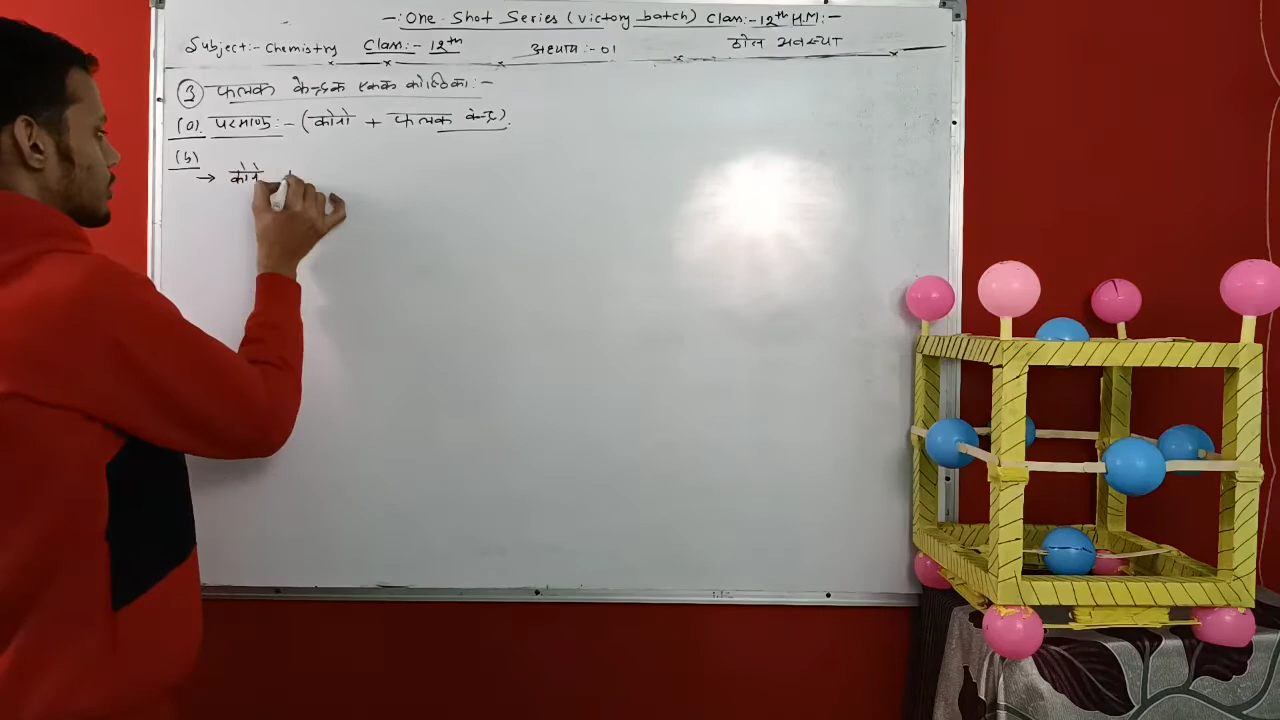 -: One Shot Series (victory batch) Class:- 12th H.M:-
Subject:- Chemistry Class:- 12th अध्याय:- 01 ठोस अवस्था
③ फलक केन्द्रक एकक कोष्ठिका:-
(a). परमाणु:- (कोनों + फलक केन्द्र).
(b)
→ कोनों